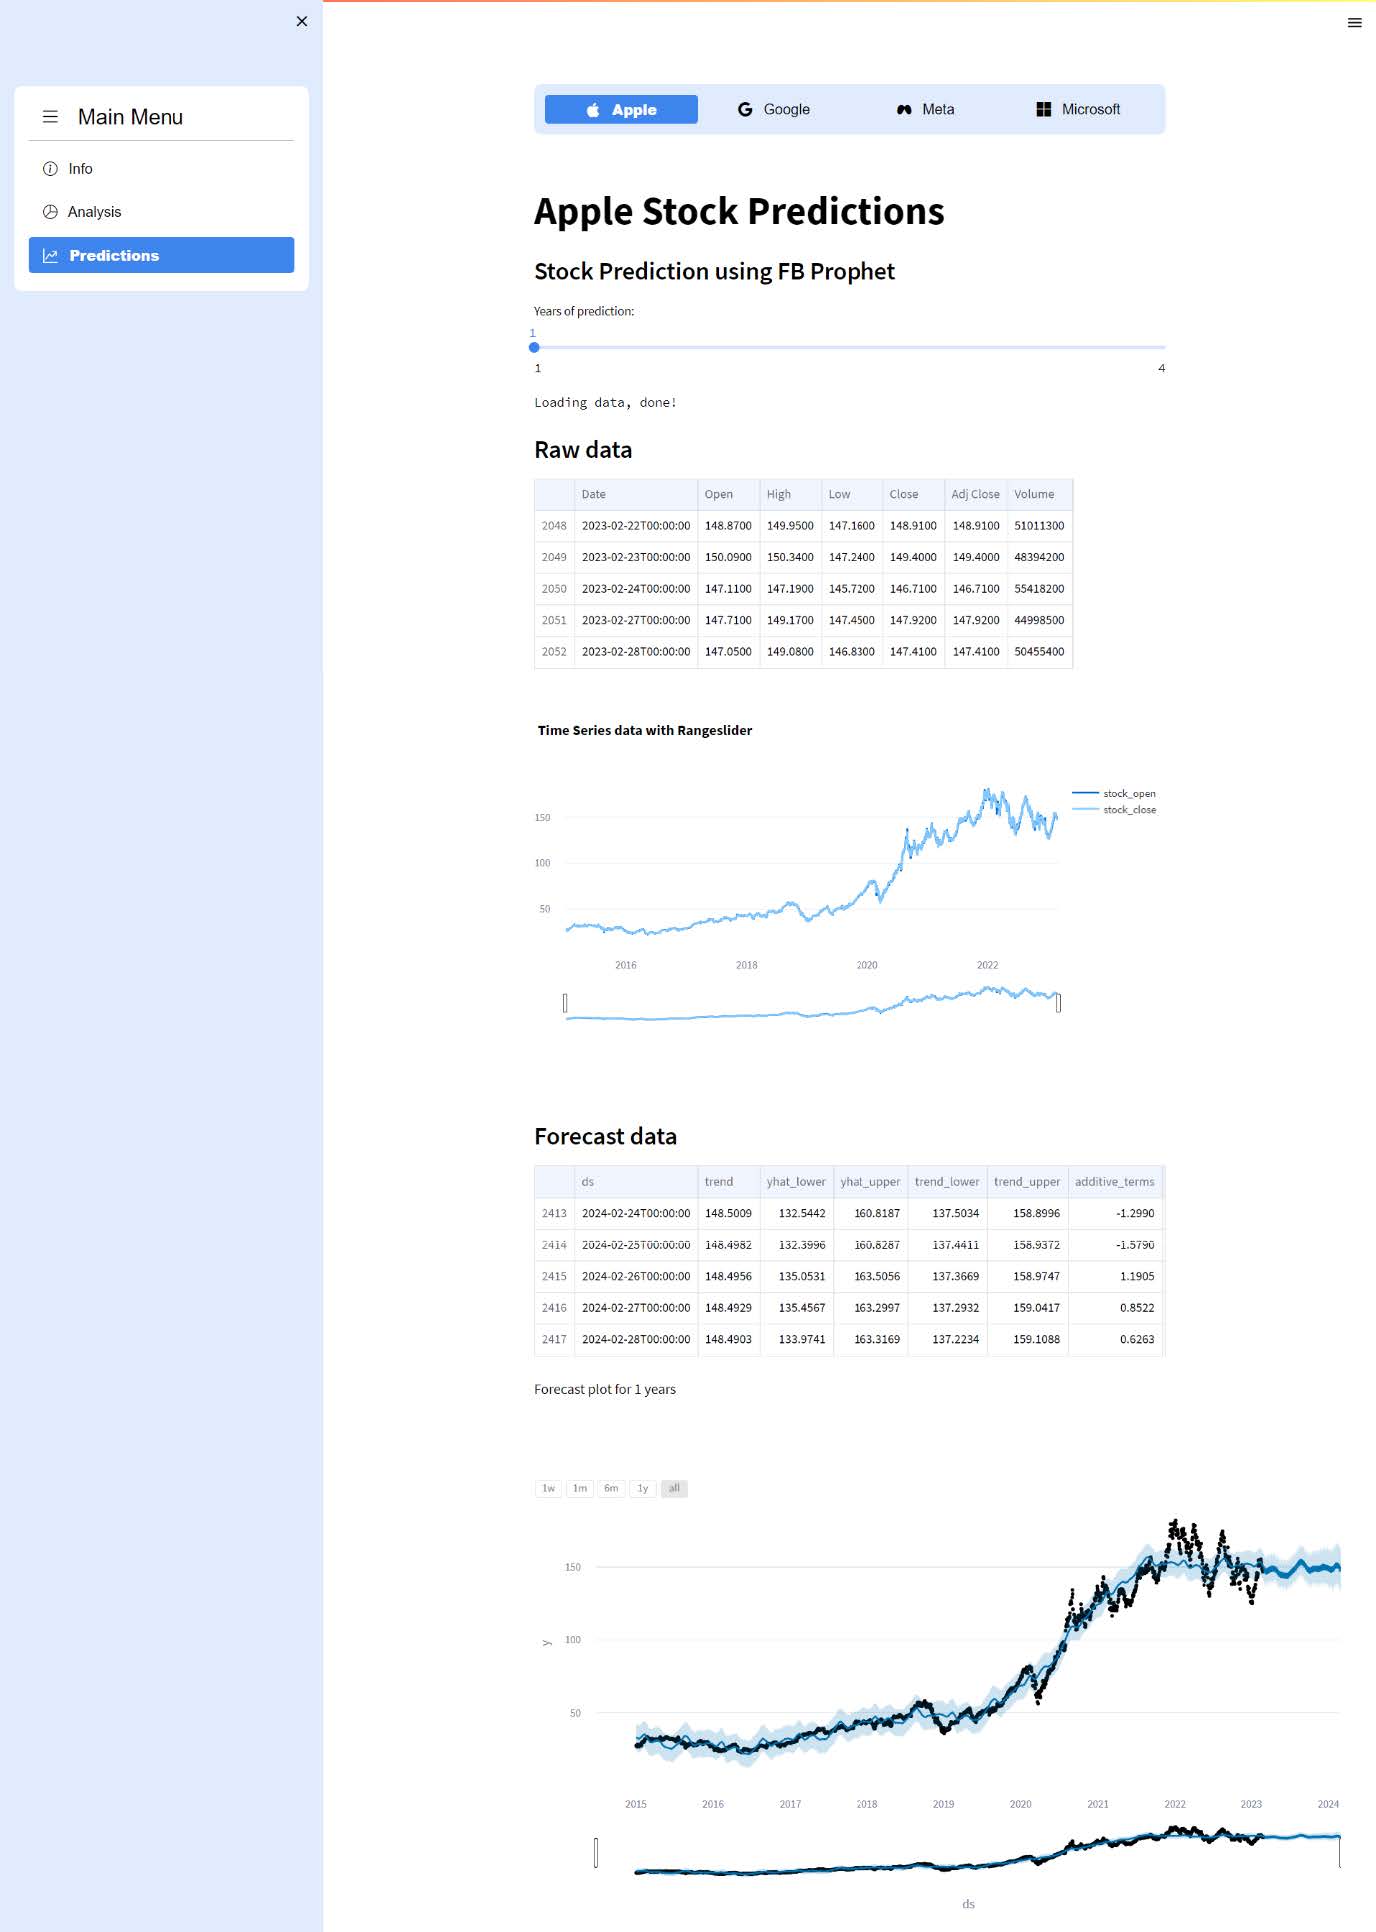 Main Menu
Info
Analysis
Predictions
Apple Google Meta Microsoft
Apple Stock Predictions
Stock Prediction using FB Prophet
Years of prediction:
1
1 4
Loading data, done!
Raw data
Date Open High Low Close Adj Close Volume
2048 2023-02-22T00:00:00 148.8700 149.9500 147.1600 148.9100 148.9100 51011300
2049 2023-02-23T00:00:00 150.0900 150.3400 147.2400 149.4000 149.4000 48394200
2050 2023-02-24T00:00:00 147.1100 147.1900 145.7200 146.7100 146.7100 55418200
2051 2023-02-27T00:00:00 147.7100 149.1700 147.4500 147.9200 147.9200 44998500
2052 2023-02-28T00:00:00 147.0500 149.0800 146.8300 147.4100 147.4100 50455400
Time Series data with Rangeslider
stock_open
stock_close
150
100
50
2016 2018 2020 2022
Forecast data
ds trend yhat_lower yhat_upper trend_lower trend_upper additive_terms
2413 2024-02-24T00:00:00 148.5009 132.5442 160.8187 137.5034 158.8996 -1.2990
2414 2024-02-25T00:00:00 148.4982 132.3996 160.8287 137.4411 158.9372 -1.5790
2415 2024-02-26T00:00:00 148.4956 135.0531 163.5056 137.3669 158.9747 1.1905
2416 2024-02-27T00:00:00 148.4929 135.4567 163.2997 137.2932 159.0417 0.8522
2417 2024-02-28T00:00:00 148.4903 133.9741 163.3169 137.2234 159.1088 0.6263
Forecast plot for 1 years
1w 1m 6m 1y all
150
100
y
50
2015 2016 2017 2018 2019 2020 2021 2022 2023 2024
ds